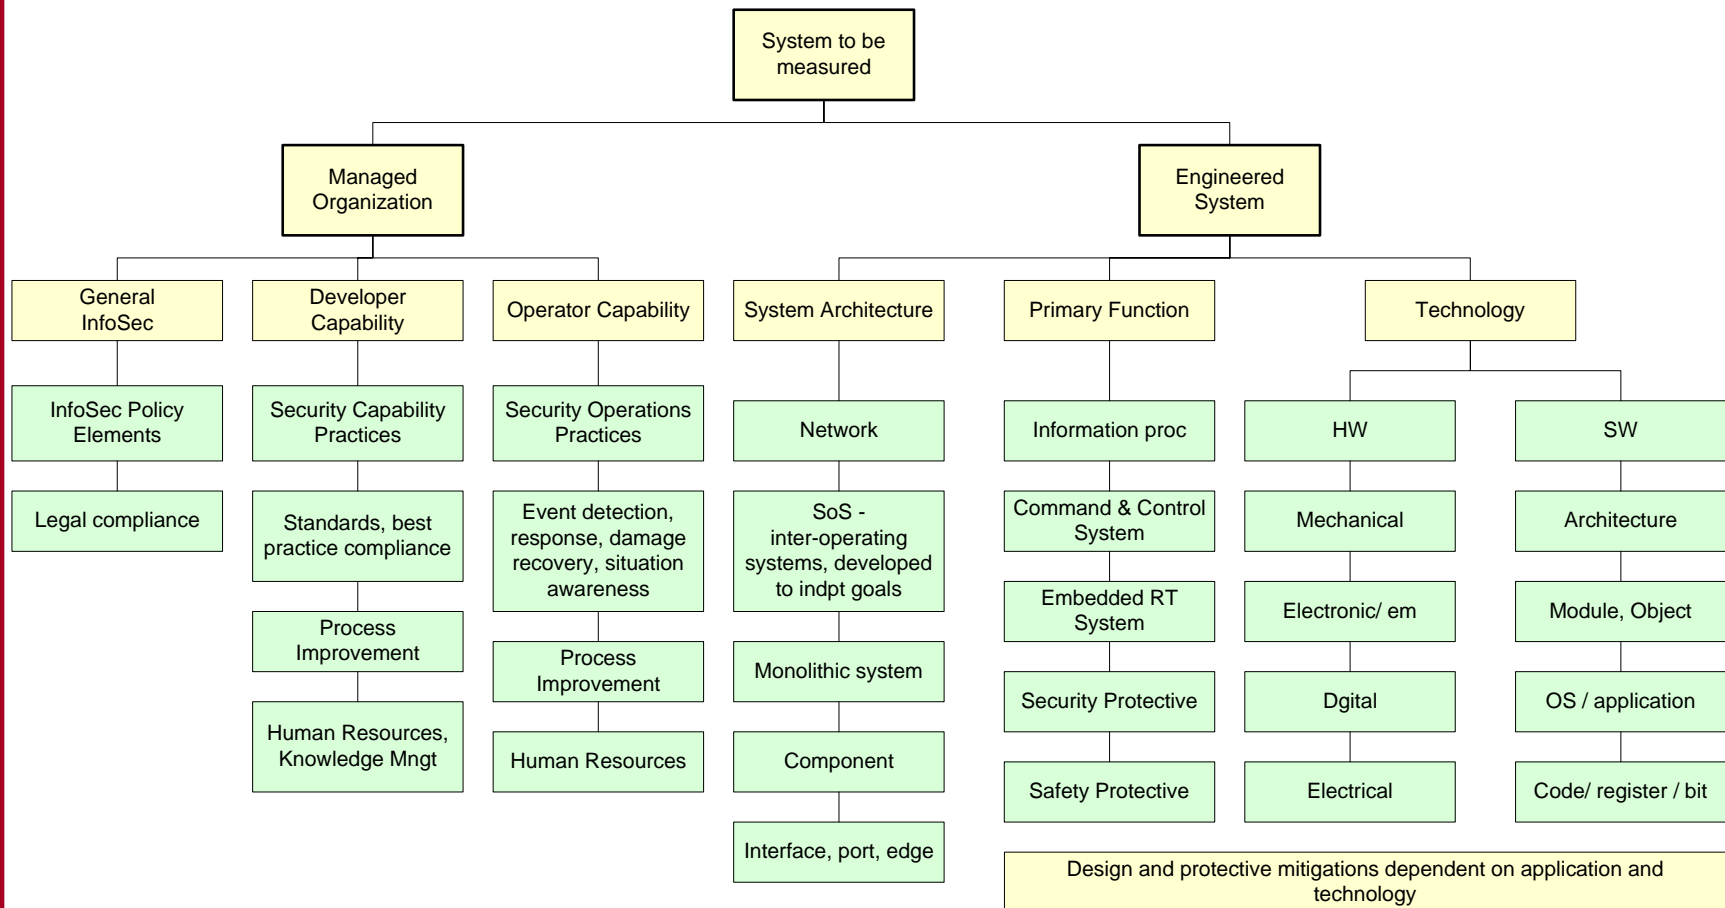 System to be
measured
Managed
Organization
Engineered
System
General
InfoSec
Developer
Capability
Operator Capability
System Architecture
Primary Function
Technology
InfoSec Policy
Elements
Security Capability
Practices
Security Operations
Practices
Network
Information proc
HW
SW
Legal compliance
Standards, best
practice compliance
Event detection,
response, damage
recovery, situation
awareness
SoS -
inter-operating
systems, developed
to indpt goals
Command & Control
System
Mechanical
Architecture
Process
Improvement
Process
Improvement
Monolithic system
Embedded RT
System
Electronic/ em
Module, Object
Human Resources,
Knowledge Mngt
Human Resources
Component
Security Protective
Dgital
OS / application
Safety Protective
Electrical
Code/ register / bit
Interface, port, edge
Design and protective mitigations dependent on application and
technology